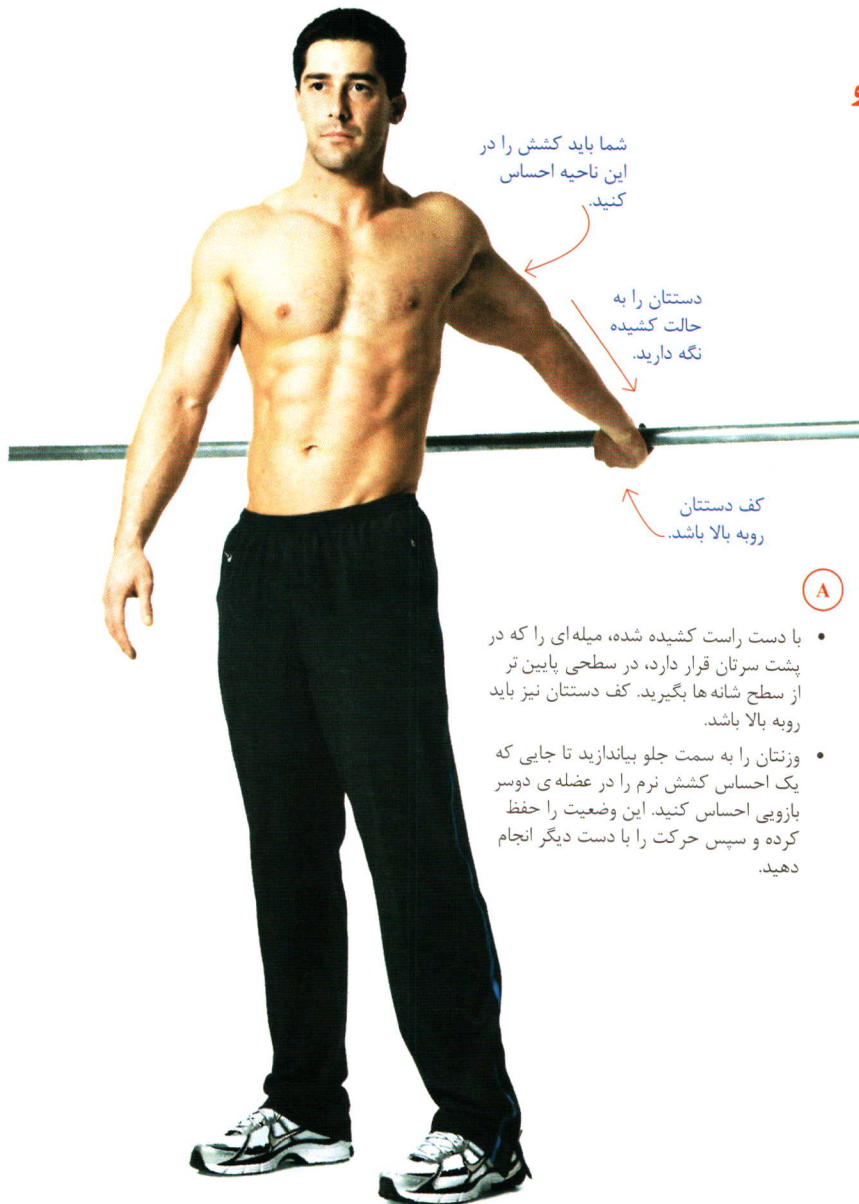 شما باید کشش را در
این ناحیه احساس
کنید.
دستتان را به
حالت کشیده
نگه دارید.
کف دستتان
روبه بالا باشد.
A
• با دست راست کشیده شده، میله‌ای را که در
پشت سرتان قرار دارد، در سطحی پایین تر
از سطح شانه ها بگیرید. کف دستتان نیز باید
روبه بالا باشد.
• وزنتان را به سمت جلو بیاندازید تا جایی که
یک احساس کشش نرم را در عضله ی دوسر
بازویی احساس کنید. این وضعیت را حفظ
کرده و سپس حرکت را با دست دیگر انجام
دهید.